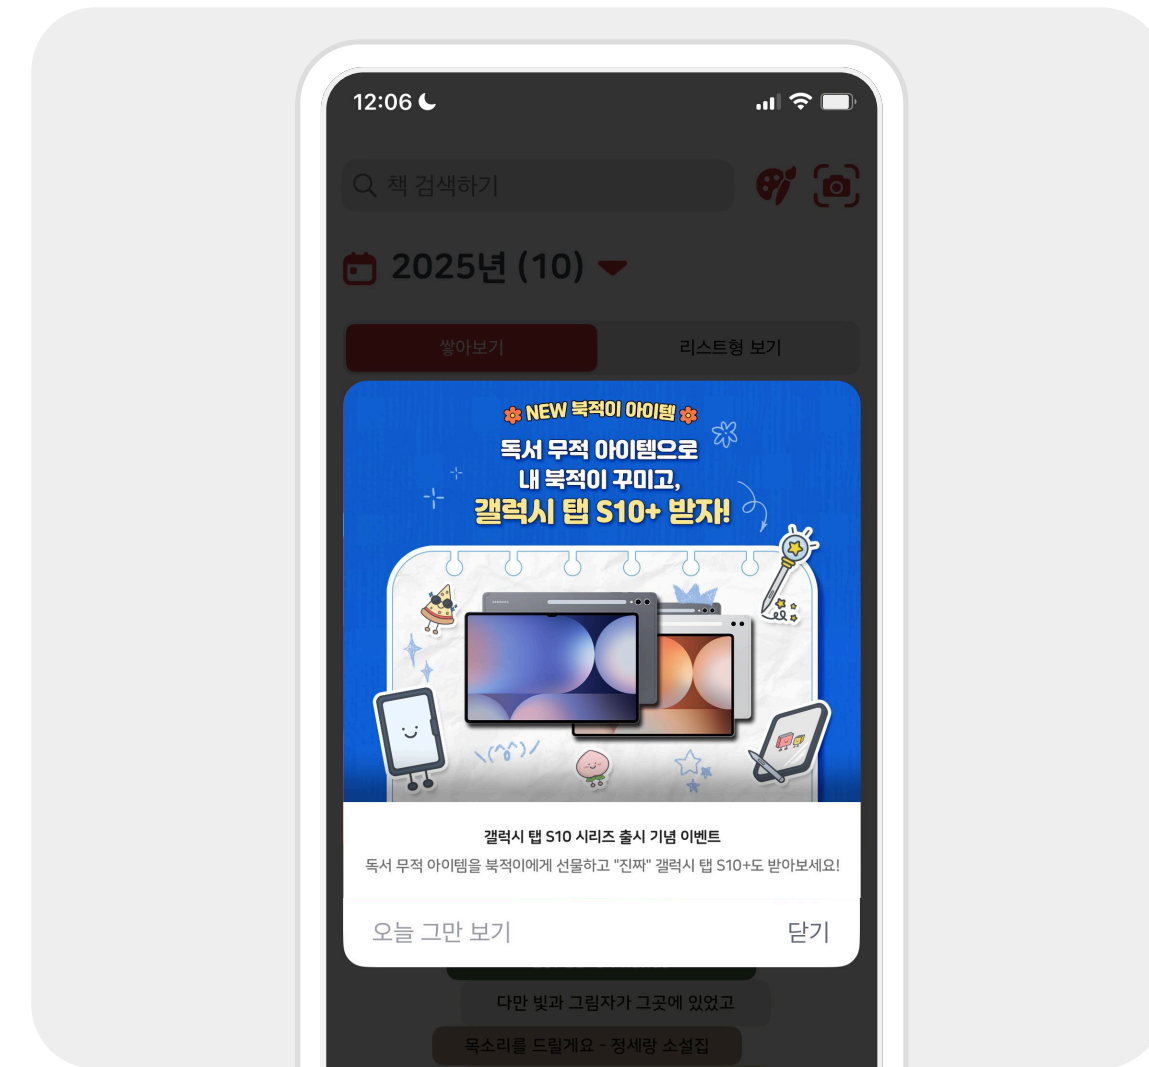 12:06
책 검색하기
2025년 (10)
쌓아보기
리스트형 보기
NEW 북적이 아이템
독서 무적 아이템으로
내 북적이 꾸미고,
갤럭시 탭 S10+ 받자!
\(^o^)/
갤럭시 탭 S10 시리즈 출시 기념 이벤트
독서 무적 아이템을 북적이에게 선물하고 "진짜" 갤럭시 탭 S10+도 받아보세요!
오늘 그만 보기
닫기
다만 빛과 그림자가 그곳에 있었고
목소리를 드릴게요 - 정세랑 소설집